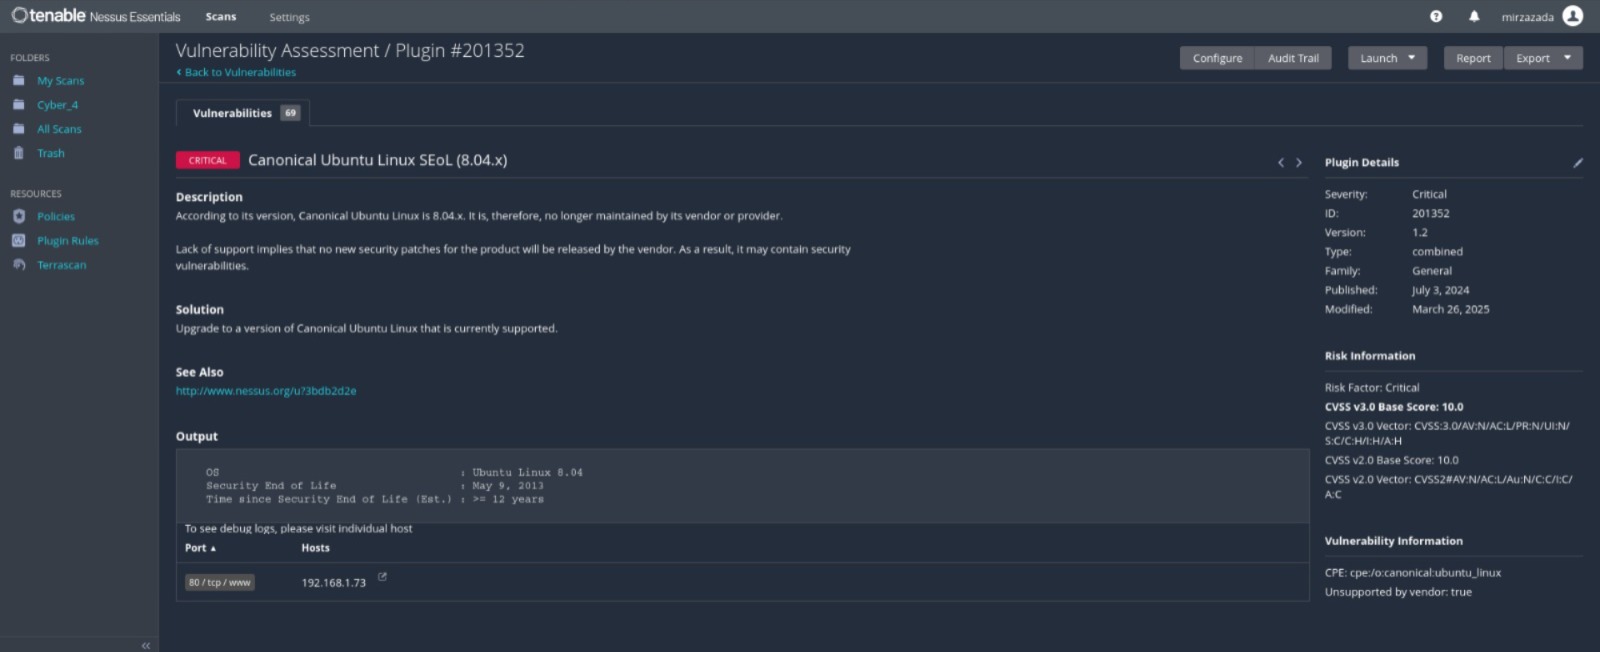 tenable Nessus Essentials Scans Settings mirzazada
FOLDERS
My Scans
Cyber_4
All Scans
Trash
RESOURCES
Policies
Plugin Rules
Terrascan
Vulnerability Assessment / Plugin #201352
< Back to Vulnerabilities
Configure Audit Trail Launch Report Export
Vulnerabilities 69
CRITICAL Canonical Ubuntu Linux SEoL (8.04.x)
Description
According to its version, Canonical Ubuntu Linux is 8.04.x. It is, therefore, no longer maintained by its vendor or provider.
Lack of support implies that no new security patches for the product will be released by the vendor. As a result, it may contain security
vulnerabilities.
Solution
Upgrade to a version of Canonical Ubuntu Linux that is currently supported.
See Also
http://www.nessus.org/u?3bdb2d2e
Output
OS : Ubuntu Linux 8.04
Security End of Life : May 9, 2013
Time since Security End of Life (Est.) : >= 12 years
To see debug logs, please visit individual host
Port Hosts
80 / tcp / www 192.168.1.73
Plugin Details
Severity: Critical
ID: 201352
Version: 1.2
Type: combined
Family: General
Published: July 3, 2024
Modified: March 26, 2025
Risk Information
Risk Factor: Critical
CVSS v3.0 Base Score: 10.0
CVSS v3.0 Vector: CVSS:3.0/AV:N/AC:L/PR:N/UI:N/
S:C/C:H/I:H/A:H
CVSS v2.0 Base Score: 10.0
CVSS v2.0 Vector: CVSS2#AV:N/AC:L/Au:N/C:C/I:C/
A:C
Vulnerability Information
CPE: cpe:/o:canonical:ubuntu_linux
Unsupported by vendor: true